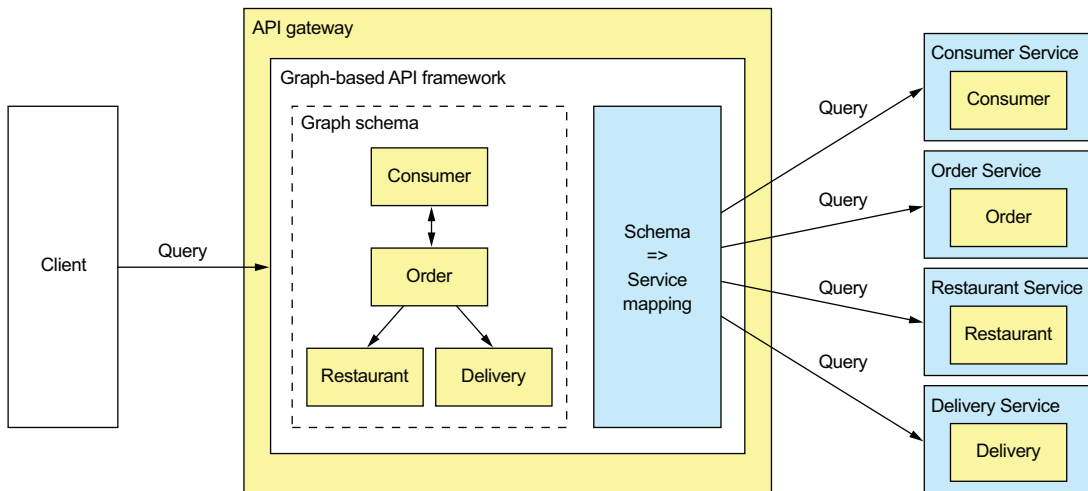 API gateway
Graph-based API framework
Graph schema
Consumer
Order
Restaurant
Delivery
Client
Query
Schema
=>
Service
mapping
Query
Query
Query
Query
Consumer Service
Consumer
Order Service
Order
Restaurant Service
Restaurant
Delivery Service
Delivery